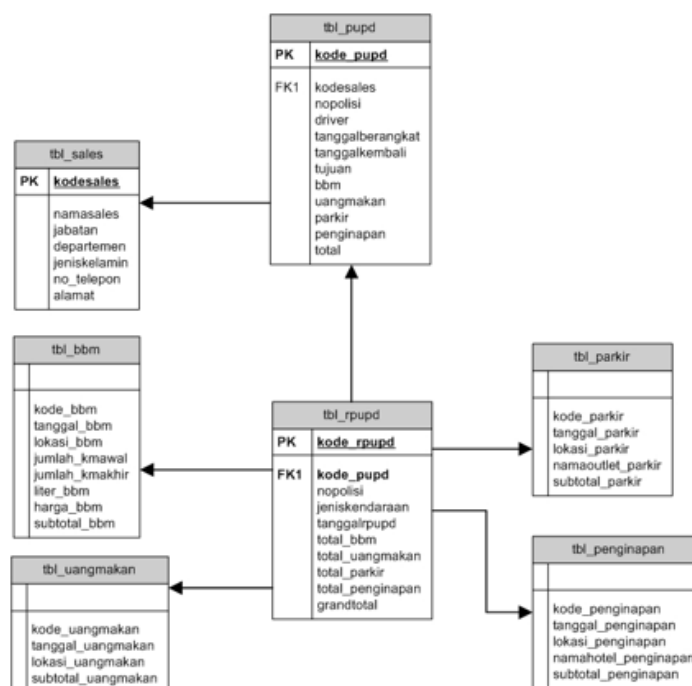 tbl_pupd
PK kode_pupd
FK1 kodesales
nopolisi
driver
tanggalberangkat
tanggalkembali
tujuan
bbm
uangmakan
parkir
penginapan
total
tbl_sales
PK kodesales
namasales
jabatan
departemen
jeniskelamin
no_telepon
alamat
tbl_bbm
kode_bbm
tanggal_bbm
lokasi_bbm
jumlah_kmawal
jumlah_kmakhir
liter_bbm
harga_bbm
subtotal_bbm
tbl_rpupd
PK kode_rpupd
FK1 kode_pupd
nopolisi
jeniskendaraan
tanggalrpupd
total_bbm
total_uangmakan
total_parkir
total_penginapan
grandtotal
tbl_parkir
kode_parkir
tanggal_parkir
lokasi_parkir
namaoutlet_parkir
subtotal_parkir
tbl_uangmakan
kode_uangmakan
tanggal_uangmakan
lokasi_uangmakan
subtotal_uangmakan
tbl_penginapan
kode_penginapan
tanggal_penginapan
lokasi_penginapan
namahotel_penginapan
subtotal_penginapan